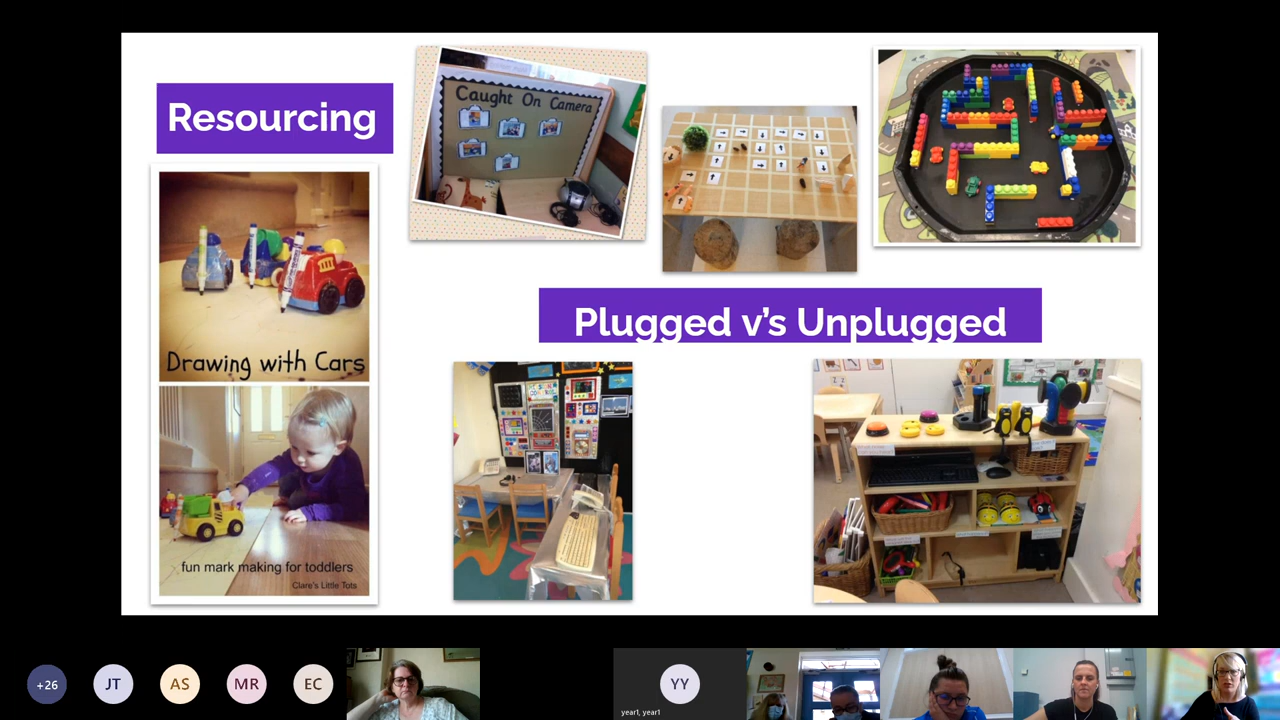 Resourcing
Caught On Camera
Plugged v's Unplugged
Drawing with Cars
fun mark making for toddlers
Clare's Little Tots
+26
JT
AS
MR
EC
YY
year1, year1